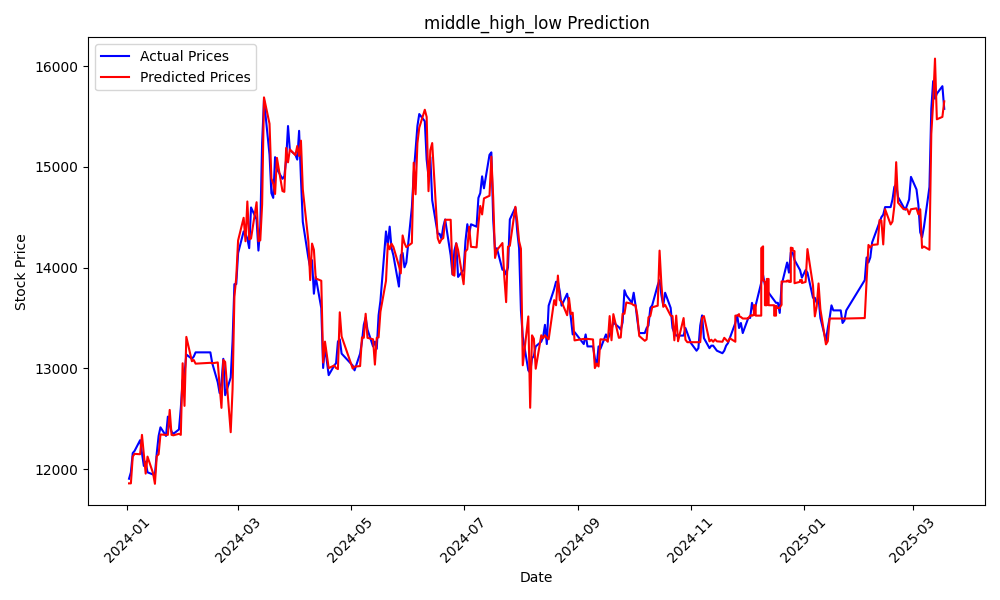 middle_high_low Prediction
Actual Prices
Predicted Prices
Stock Price
16000
15000
14000
13000
12000
2024-01
2024-03
2024-05
2024-07
2024-09
2024-11
2025-01
2025-03
Date